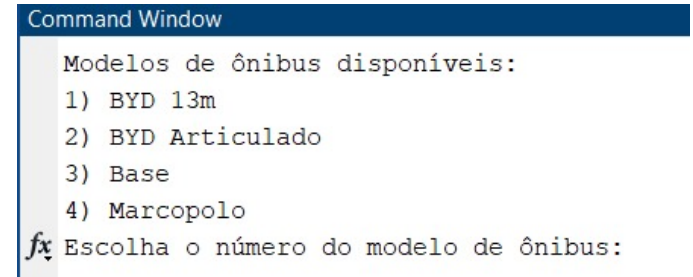 Command Window
Modelos de ônibus disponíveis:
1) BYD 13m
2) BYD Articulado
3) Base
4) Marcopolo
fx Escolha o número do modelo de ônibus: